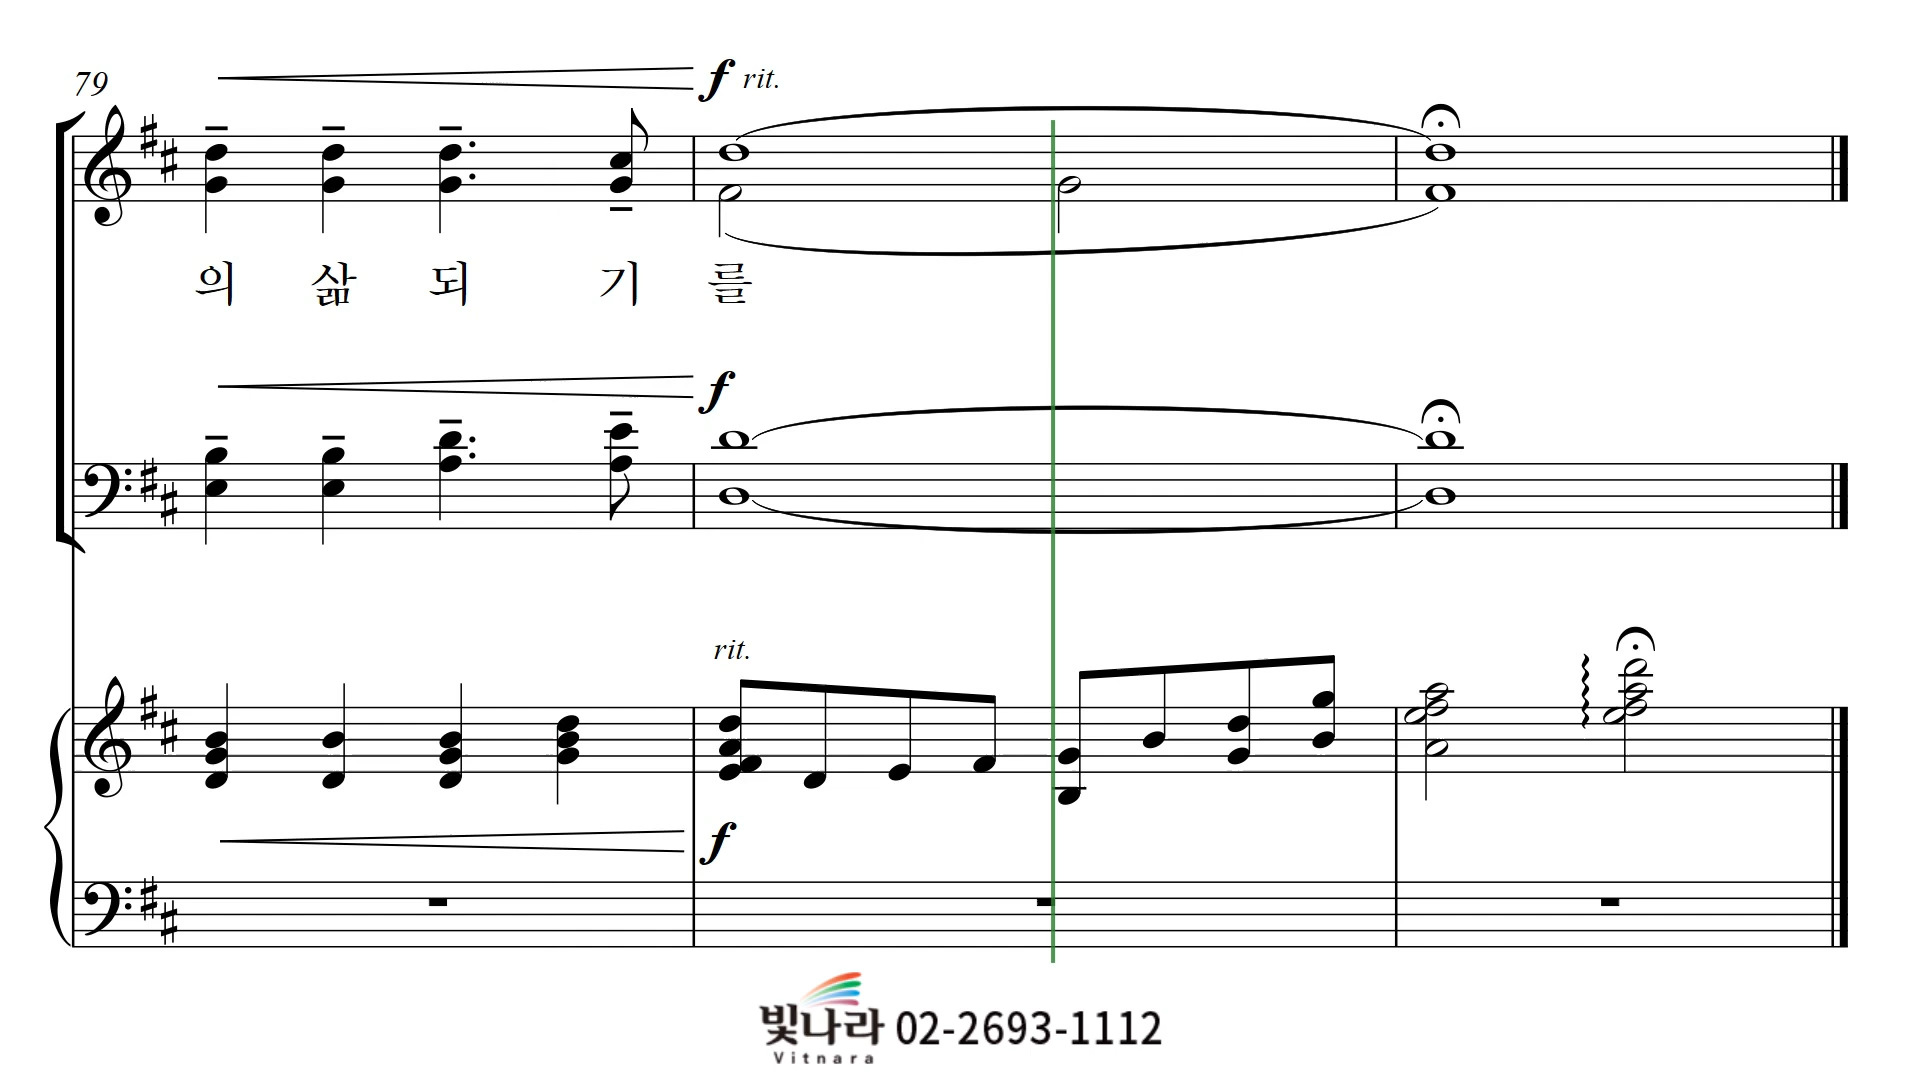 79
f rit.
의 삶 되 기 를
f
rit.
f
빛나라 02-2693-1112
Vitnara